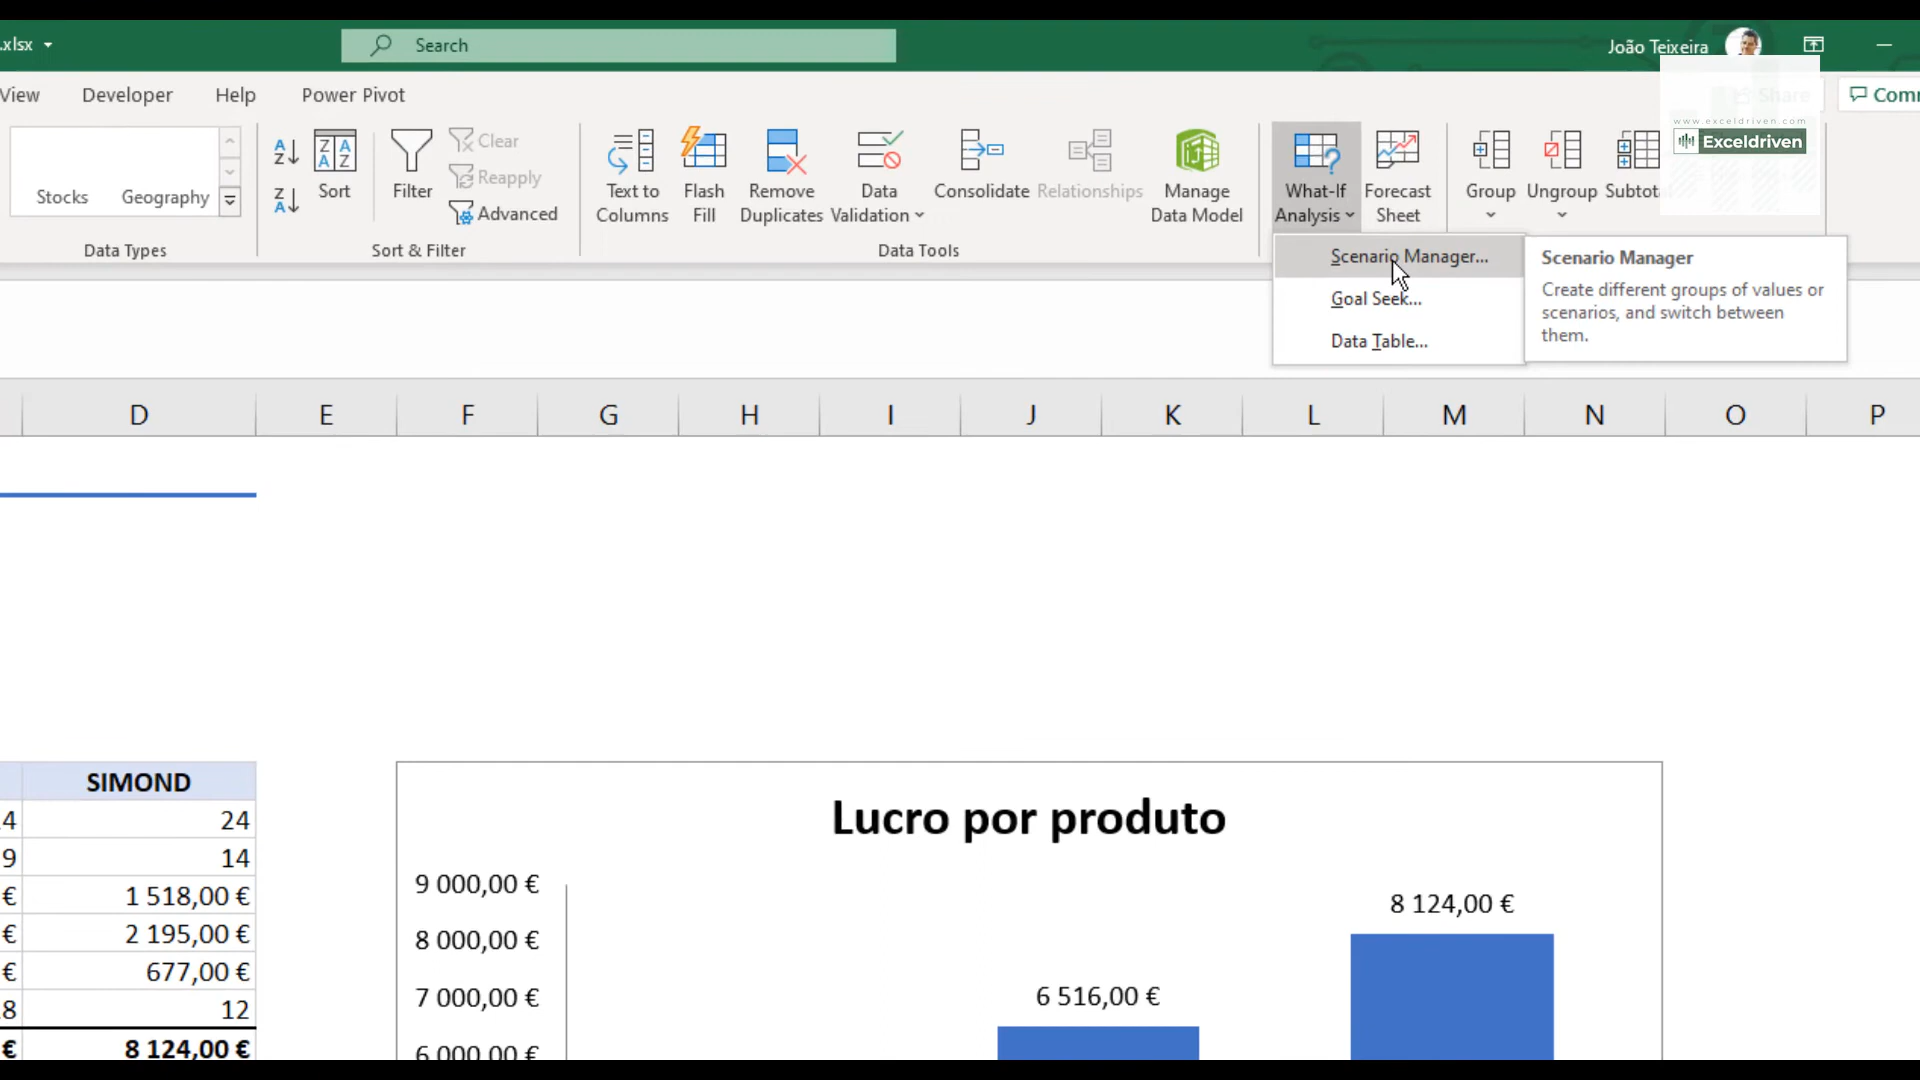 .xlsx
Search
João Teixeira
View
Developer
Help
Power Pivot
Share
Comm
www.exceldriven.com
Exceldriven
Stocks
Geography
Data Types
Sort
Filter
Clear
Reapply
Advanced
Sort & Filter
Text to
Columns
Flash
Fill
Remove
Duplicates
Data
Validation
Consolidate
Relationships
Manage
Data Model
Data Tools
What-If
Analysis
Forecast
Sheet
Group
Ungroup
Subtot
Scenario Manager...
Goal Seek...
Data Table...
Scenario Manager
Create different groups of values or
scenarios, and switch between
them.
D E F G H I J K L M N O P
SIMOND
4 24
9 14
€ 1 518,00 €
€ 2 195,00 €
€ 677,00 €
8 12
€ 8 124,00 €
Lucro por produto
9 000,00 €
8 000,00 €
7 000,00 €
6 000,00 €
6 516,00 €
8 124,00 €